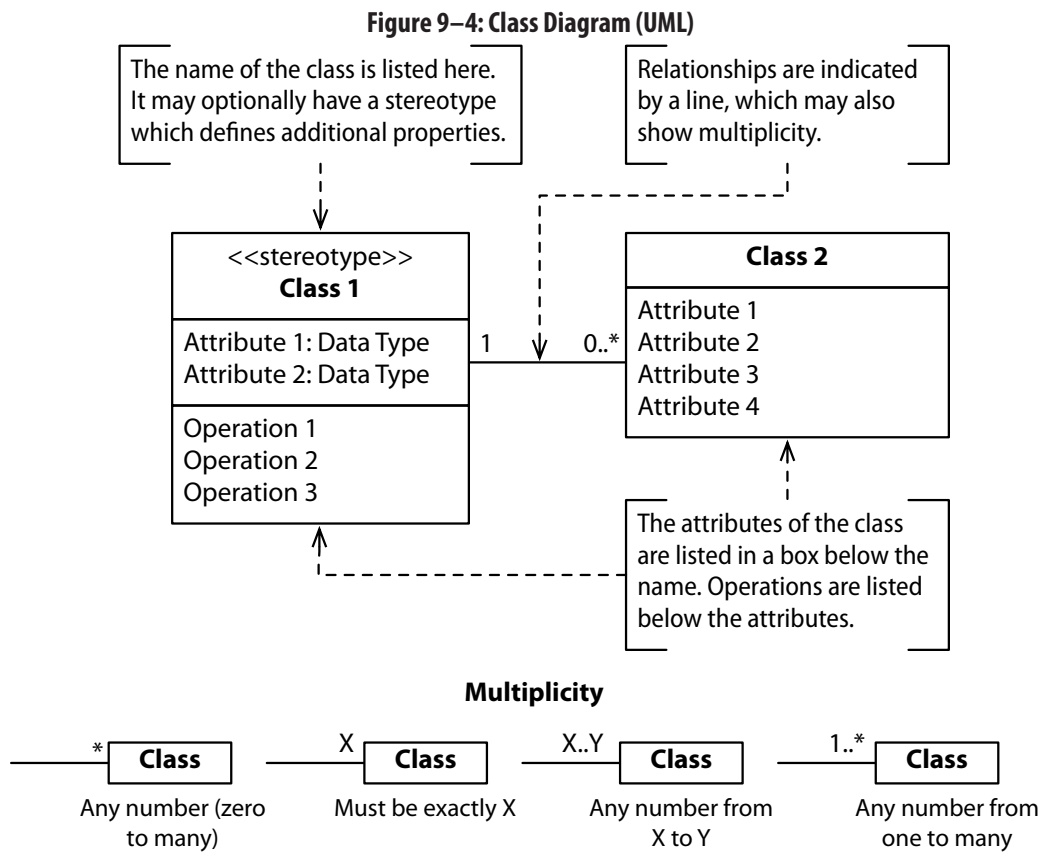 Figure 9–4: Class Diagram (UML)
The name of the class is listed here.
It may optionally have a stereotype
which defines additional properties.
Relationships are indicated
by a line, which may also
show multiplicity.
<<stereotype>>
Class 1
Attribute 1: Data Type
Attribute 2: Data Type
Operation 1
Operation 2
Operation 3
1
0..*
Class 2
Attribute 1
Attribute 2
Attribute 3
Attribute 4
The attributes of the class
are listed in a box below the
name. Operations are listed
below the attributes.
Multiplicity
*
Class
Any number (zero
to many)
X
Class
Must be exactly X
X..Y
Class
Any number from
X to Y
1..*
Class
Any number from
one to many